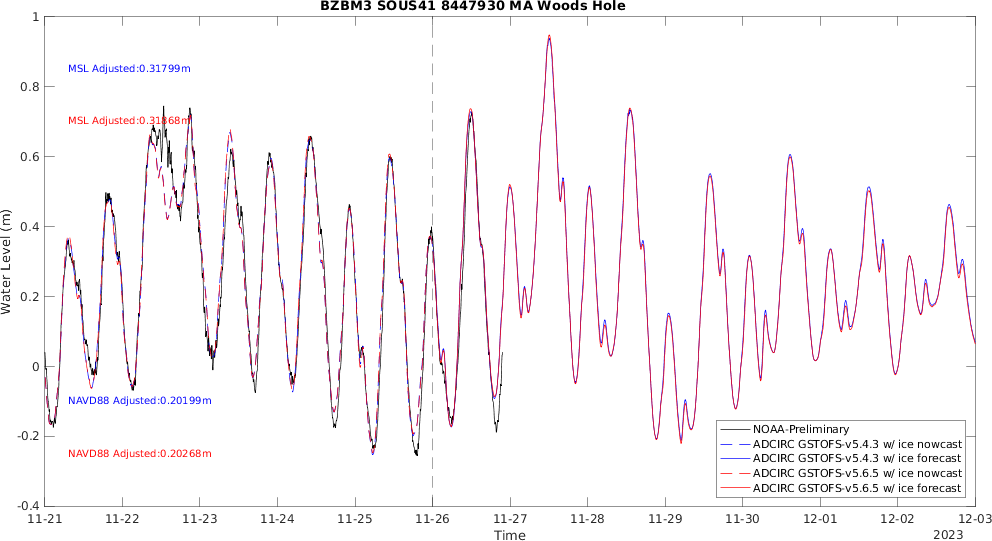 BZBM3 SOUS41 8447930 MA Woods Hole
1
0.8
0.6
0.4
0.2
0
-0.2
-0.4
Water Level (m)
MSL Adjusted:0.31799m
MSL Adjusted:0.31868m
NAVD88 Adjusted:0.20199m
NAVD88 Adjusted:0.20268m
NOAA-Preliminary
ADCIRC GSTOFS-v5.4.3 w/ ice nowcast
ADCIRC GSTOFS-v5.4.3 w/ ice forecast
ADCIRC GSTOFS-v5.6.5 w/ ice nowcast
ADCIRC GSTOFS-v5.6.5 w/ ice forecast
11-21 11-22 11-23 11-24 11-25 11-26 11-27 11-28 11-29 11-30 12-01 12-02 12-03
Time
2023